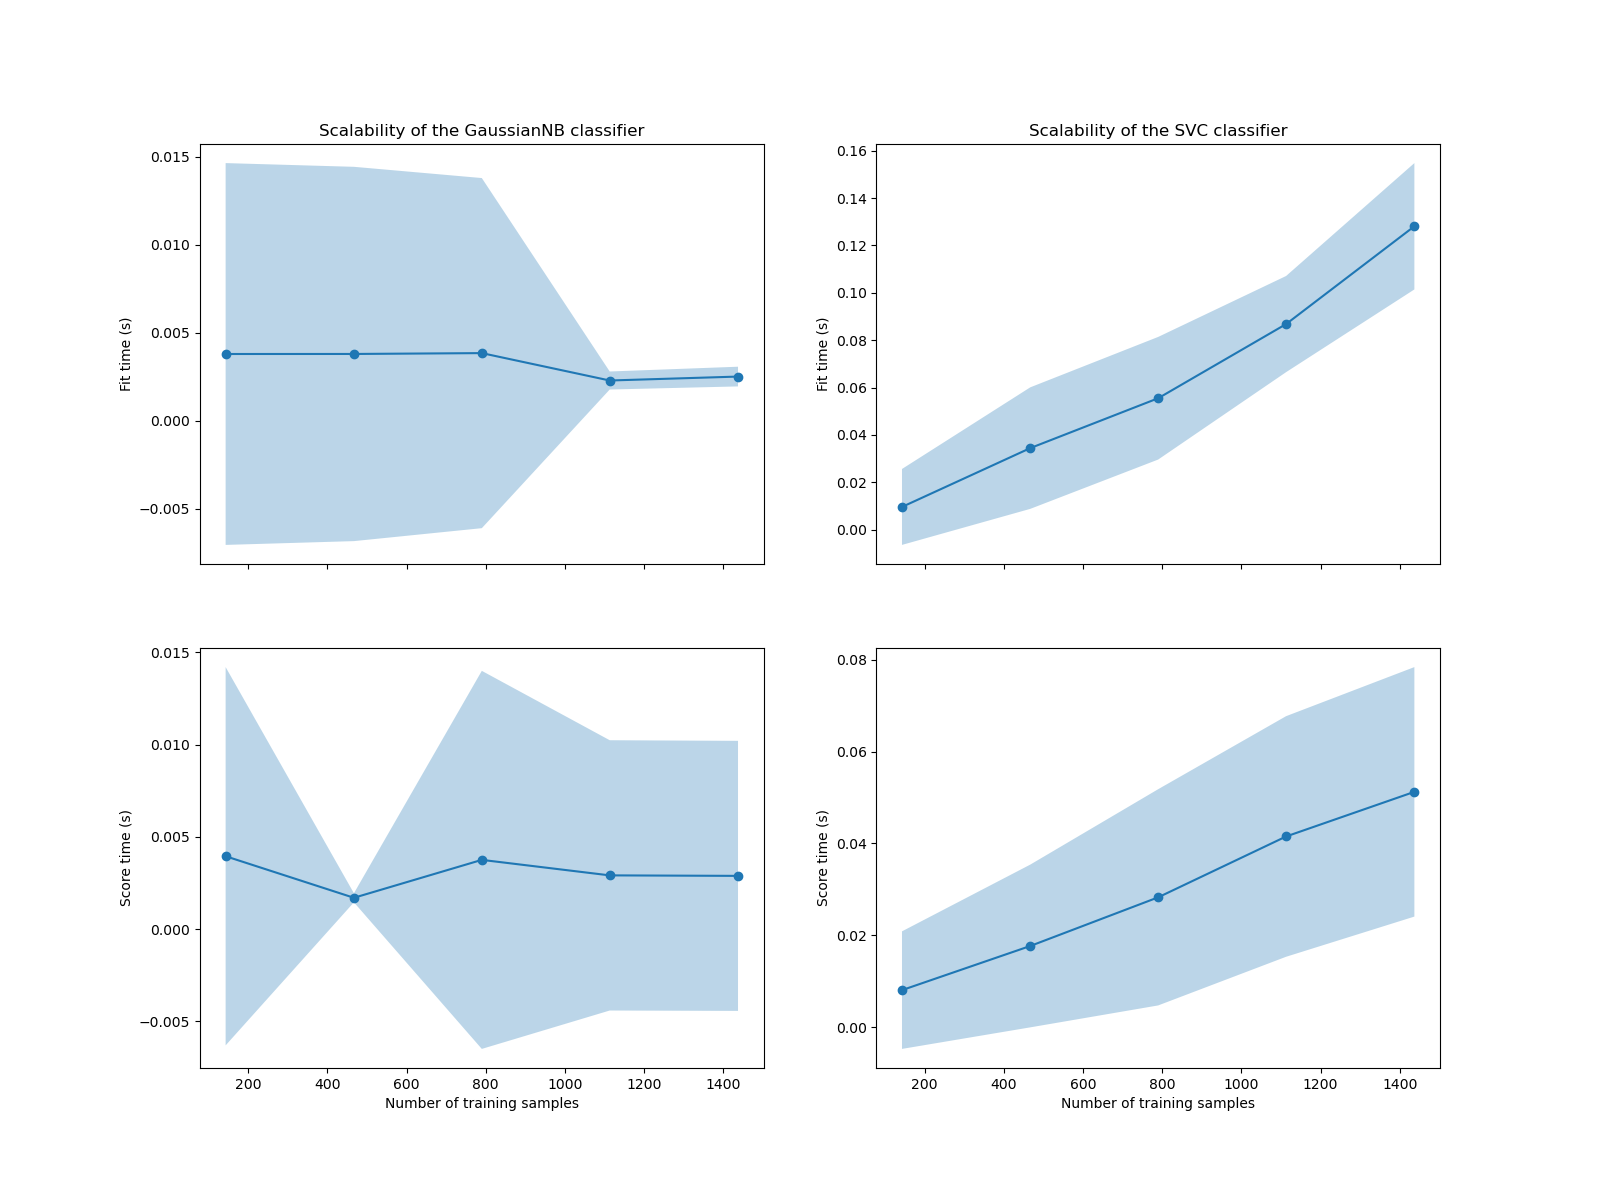 Scalability of the GaussianNB classifier
0.015
0.010
0.005
0.000
−0.005
Fit time (s)
Scalability of the SVC classifier
0.16
0.14
0.12
0.10
0.08
0.06
0.04
0.02
0.00
Fit time (s)
0.015
0.010
0.005
0.000
−0.005
Score time (s)
200 400 600 800 1000 1200 1400
Number of training samples
0.08
0.06
0.04
0.02
0.00
Score time (s)
200 400 600 800 1000 1200 1400
Number of training samples